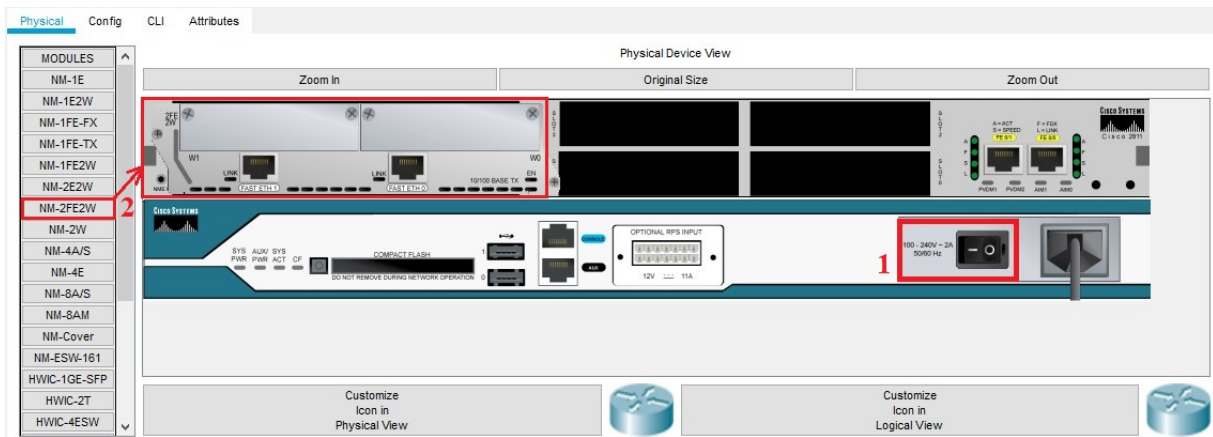 Physical Config CLI Attributes
MODULES
NM-1E
NM-1E2W
NM-1FE-FX
NM-1FE-TX
NM-1FE2W
NM-2E2W
NM-2FE2W
NM-2W
NM-4A/S
NM-4E
NM-8A/S
NM-8AM
NM-Cover
NM-ESW-161
HWIC-1GE-SFP
HWIC-2T
HWIC-4ESW
Physical Device View
Zoom In Original Size Zoom Out
2FE
2W
W1 W0
LINK LINK EN
FAST ETH 1 FAST ETH 0 10/100 BASE TX
NME
2
SLOT3
SLOT2
SLOT0
A=ACT F=FDX
S=SPEED L=LINK
FE 0/1 FE 0/0
A F S L
A F S L
PVDM1 PVDM2 AIM1 AIM0
CISCO SYSTEMS
Cisco 2811
CISCO SYSTEMS
SYS AUX/ SYS
PWR PWR ACT CF
COMPACT FLASH
DO NOT REMOVE DURING NETWORK OPERATION
1
0
CONSOLE
AUX
OPTIONAL RPS INPUT
12V 11A
100 - 240V ~ 2A
50/60 Hz
1
Customize
Icon in
Physical View
Customize
Icon in
Logical View